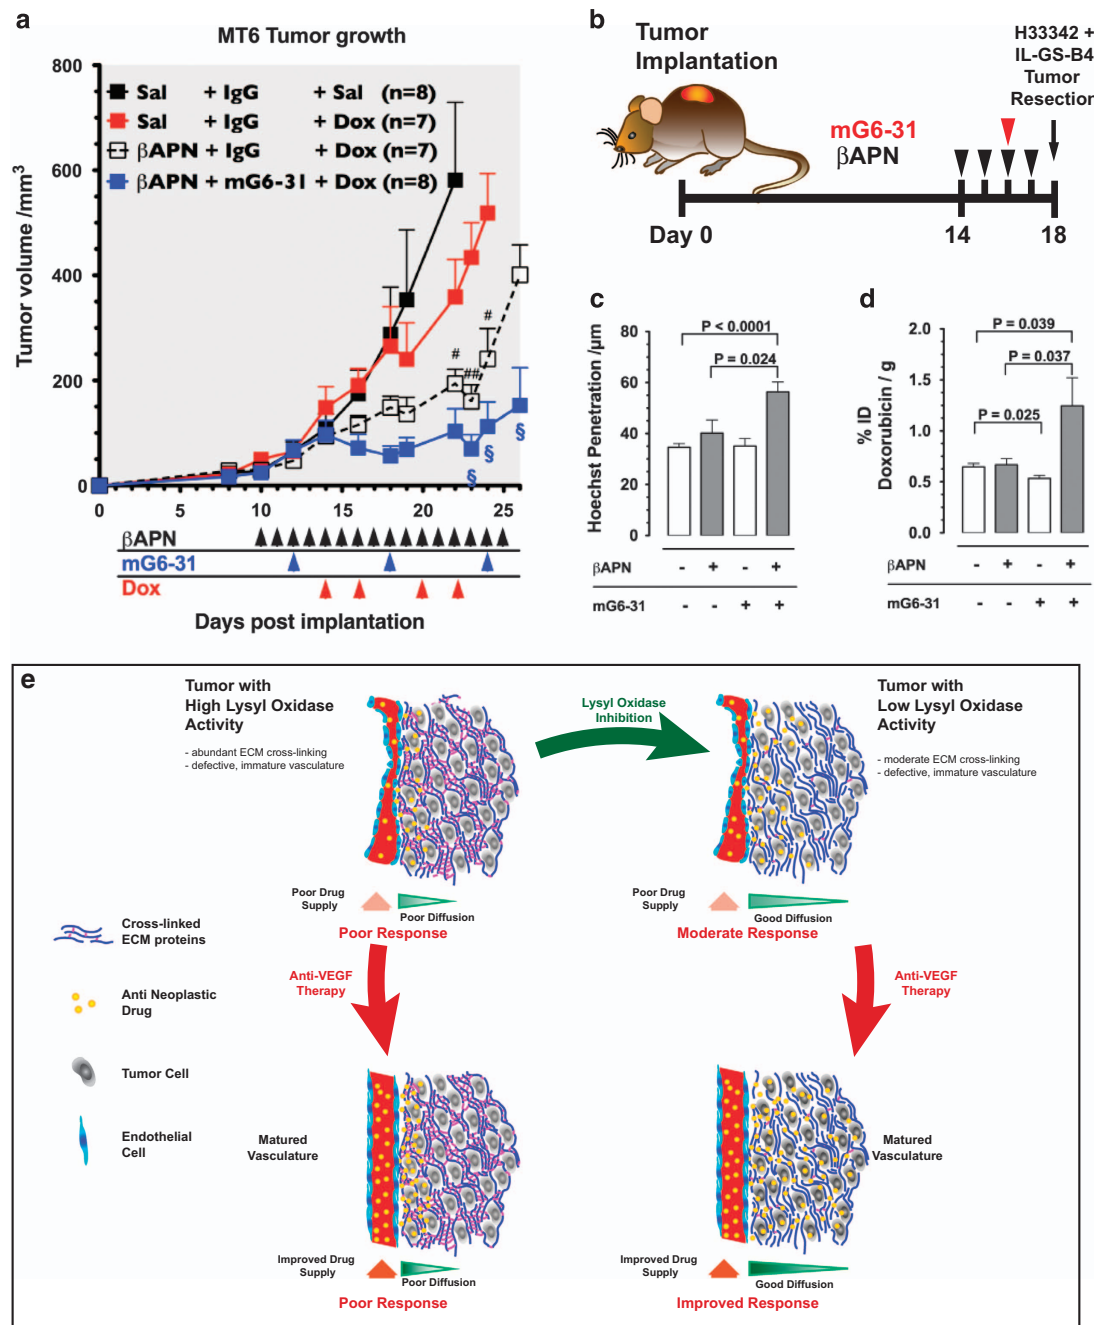 a
MT6 Tumor growth
Tumor volume /mm³
800
600
400
200
0
Sal + IgG + Sal (n=8)
Sal + IgG + Dox (n=7)
βAPN + IgG + Dox (n=7)
βAPN + mG6-31 + Dox (n=8)
#
##
#
§
§
§
0 5 10 15 20 25
βAPN
mG6-31
Dox
Days post implantation
b
Tumor
Implantation
H33342 +
IL-GS-B4
Tumor
Resection
mG6-31
βAPN
Day 0 14 18
c
Hoechst Penetration /μm
80
60
40
20
0
P < 0.0001
P = 0.024
βAPN - + - +
mG6-31 - - + +
d
% ID
Doxorubicin / g
2.0
1.5
1.0
0.5
0.0
P = 0.039
P = 0.037
P = 0.025
βAPN - + - +
mG6-31 - - + +
e
Tumor with
High Lysyl Oxidase
Activity
- abundant ECM cross-linking
- defective, immature vasculature
Lysyl Oxidase
Inhibition
Tumor with
Low Lysyl Oxidase
Activity
- moderate ECM cross-linking
- defective, immature vasculature
Poor Drug
Supply
Poor Diffusion
Poor Response
Poor Drug
Supply
Good Diffusion
Moderate Response
Cross-linked
ECM proteins
Anti Neoplastic
Drug
Tumor Cell
Endothelial
Cell
Anti-VEGF
Therapy
Anti-VEGF
Therapy
Matured
Vasculature
Matured
Vasculature
Improved Drug
Supply
Poor Diffusion
Poor Response
Improved Drug
Supply
Good Diffusion
Improved Response